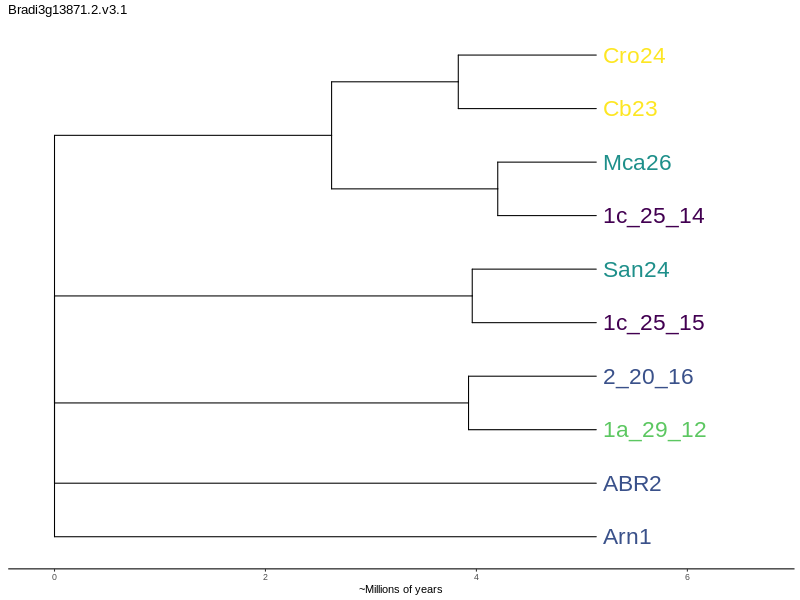 Bradi3g13871.2.v3.1
Cro24
Cb23
Mca26
1c_25_14
San24
1c_25_15
2_20_16
1a_29_12
ABR2
Arn1
0 2 4 6
~Millions of years